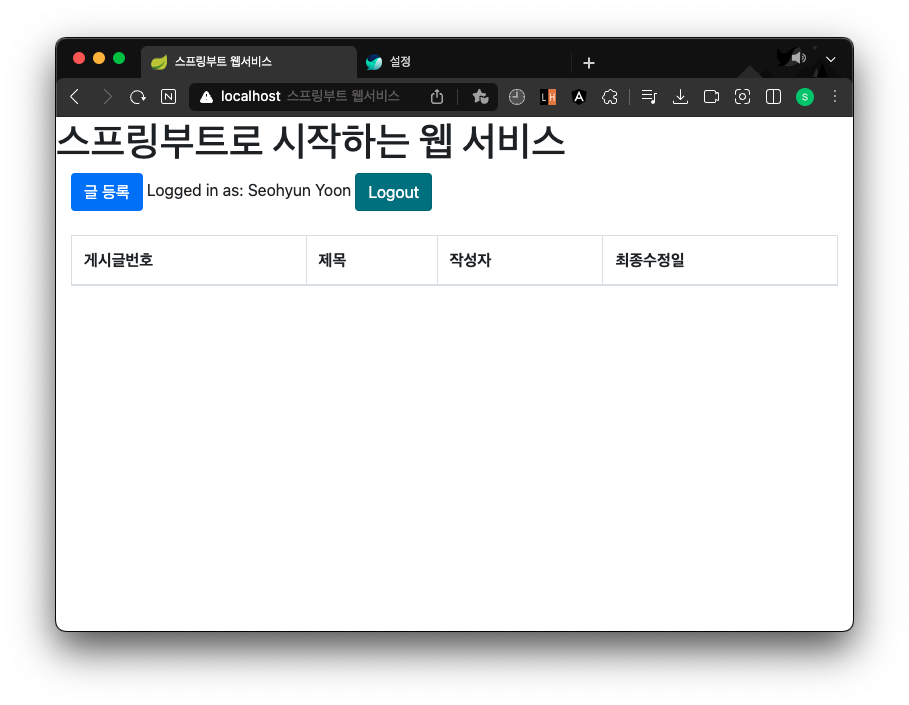 스프링부트 웹서비스 설정
N localhost 스프링부트 웹서비스 LH A S
스프링부트로 시작하는 웹 서비스
글 등록 Logged in as: Seohyun Yoon Logout
게시글번호 제목 작성자 최종수정일